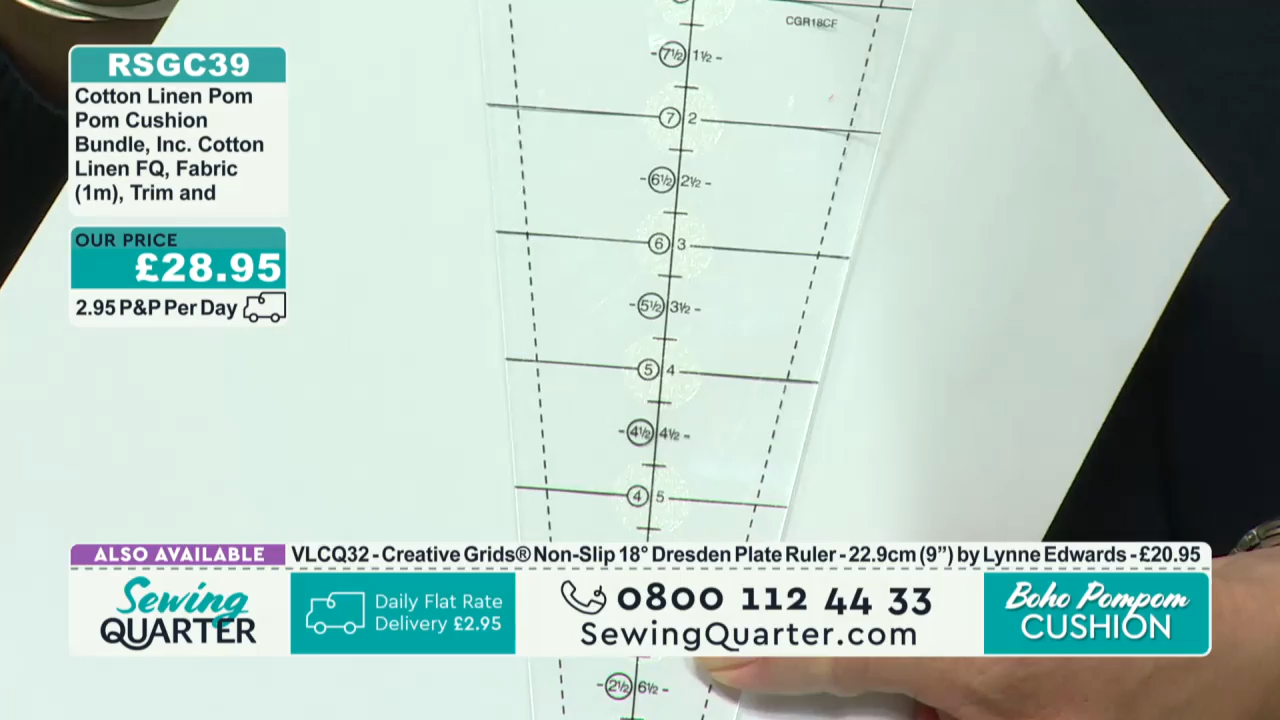 CGR18CF
-7½ 1½-
7 2
-6½ 2½-
6 3
-5½ 3½-
5 4
-4½ 4½-
4 5
-2½ 6½-
RSGC39
Cotton Linen Pom
Pom Cushion
Bundle, Inc. Cotton
Linen FQ, Fabric
(1m), Trim and
OUR PRICE
£28.95
2.95 P&P Per Day
ALSO AVAILABLE
VLCQ32 - Creative Grids® Non-Slip 18° Dresden Plate Ruler - 22.9cm (9”) by Lynne Edwards - £20.95
Sewing
QUARTER
Daily Flat Rate
Delivery £2.95
0800 112 44 33
SewingQuarter.com
Boho Pompom
CUSHION